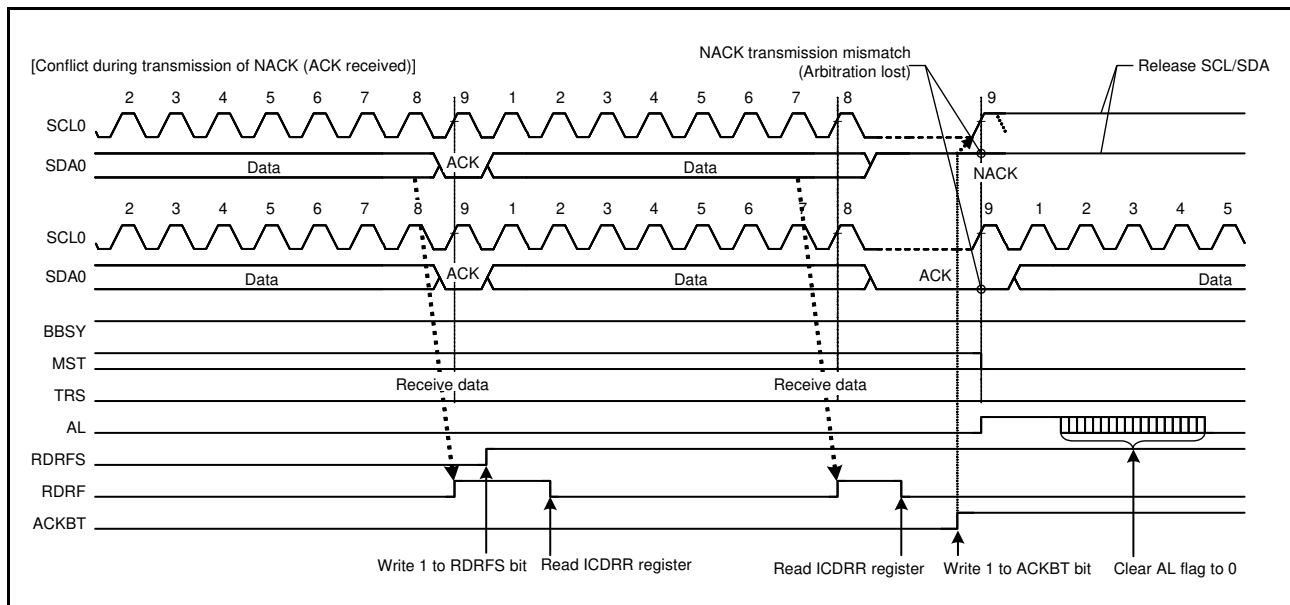 [Conflict during transmission of NACK (ACK received)]
NACK transmission mismatch
(Arbitration lost)
Release SCL/SDA
2 3 4 5 6 7 8 9 1 2 3 4 5 6 7 8 9
SCL0
SDA0 Data ACK Data NACK
2 3 4 5 6 7 8 9 1 2 3 4 5 6 7 8 9 1 2 3 4 5
SCL0
SDA0 Data ACK Data ACK Data
BBSY
MST
Receive data Receive data
TRS
AL
RDRFS
RDRF
ACKBT
Write 1 to RDRFS bit Read ICDRR register Read ICDRR register Write 1 to ACKBT bit Clear AL flag to 0